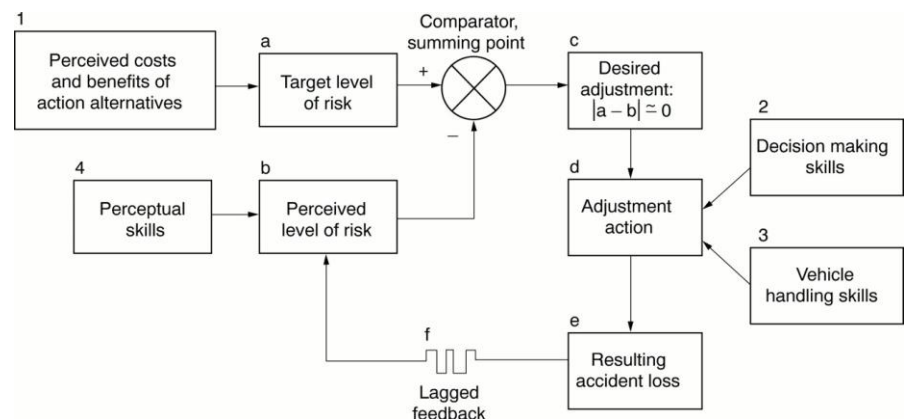 1
Perceived costs
and benefits of
action alternatives
a
Target level
of risk
Comparator,
summing point
+
−
c
Desired
adjustment:
|a − b| ≃ 0
2
Decision making
skills
4
Perceptual
skills
b
Perceived
level of risk
d
Adjustment
action
3
Vehicle
handling skills
f
Lagged
feedback
e
Resulting
accident loss